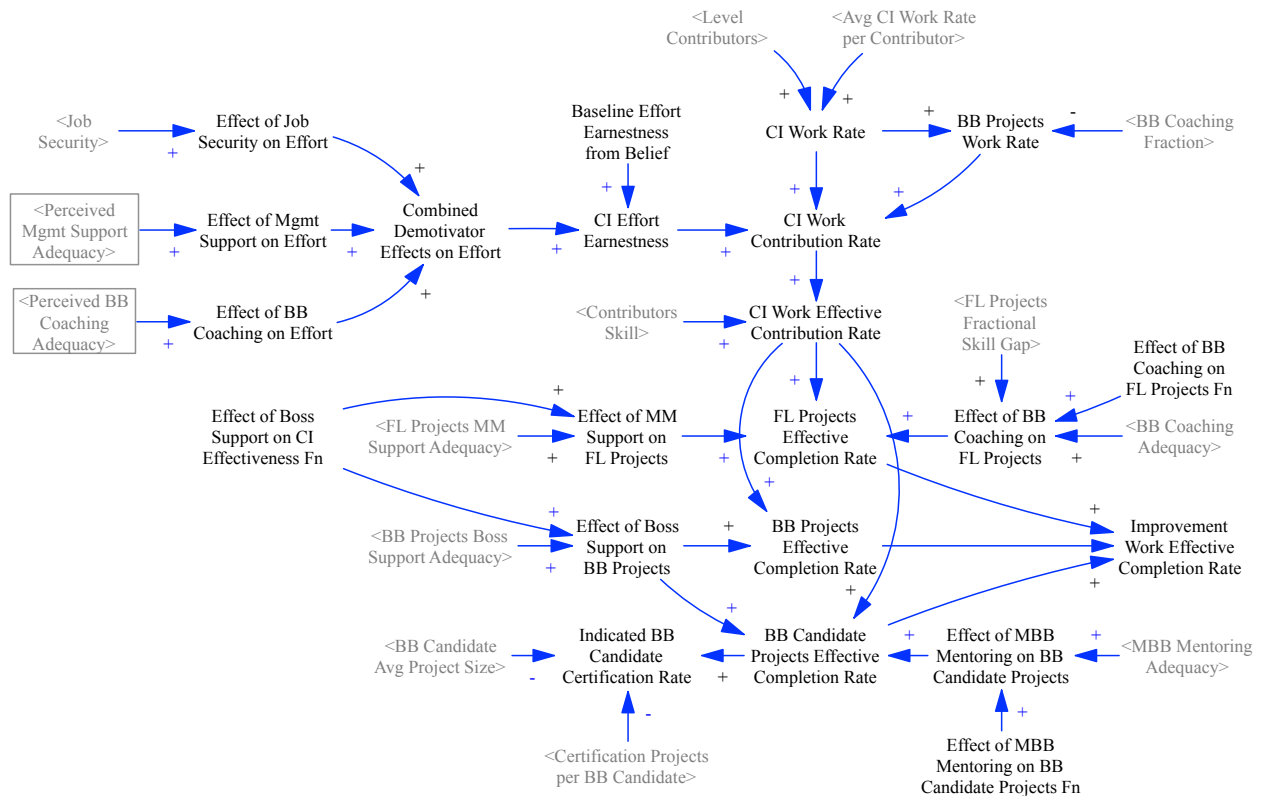 <Level
Contributors>
<Avg CI Work Rate
per Contributor>
+
+
<Job
Security>
+
Effect of Job
Security on Effort
+
Baseline Effort
Earnestness
from Belief
+
CI Work Rate
+
BB Projects
Work Rate
-
<BB Coaching
Fraction>
+
+
<Perceived
Mgmt Support
Adequacy>
+
Effect of Mgmt
Support on Effort
+
Combined
Demotivator
Effects on Effort
+
CI Effort
Earnestness
+
CI Work
Contribution Rate
+
<Perceived BB
Coaching
Adequacy>
+
Effect of BB
Coaching on Effort
+
<Contributors
Skill>
+
CI Work Effective
Contribution Rate
+
<FL Projects
Fractional
Skill Gap>
+
Effect of BB
Coaching on
FL Projects Fn
+
Effect of Boss
Support on CI
Effectiveness Fn
+
<FL Projects MM
Support Adequacy>
+
Effect of MM
Support on
FL Projects
+
FL Projects
Effective
Completion Rate
+
Effect of BB
Coaching on
FL Projects
+
<BB Coaching
Adequacy>
+
+
<BB Projects Boss
Support Adequacy>
+
+
Effect of Boss
Support on
BB Projects
+
BB Projects
Effective
Completion Rate
+
+
Improvement
Work Effective
Completion Rate
+
<BB Candidate
Avg Project Size>
-
Indicated BB
Candidate
Certification Rate
+
+
BB Candidate
Projects Effective
Completion Rate
+
Effect of MBB
Mentoring on BB
Candidate Projects
+
<MBB Mentoring
Adequacy>
-
+
<Certification Projects
per BB Candidate>
Effect of MBB
Mentoring on BB
Candidate Projects Fn